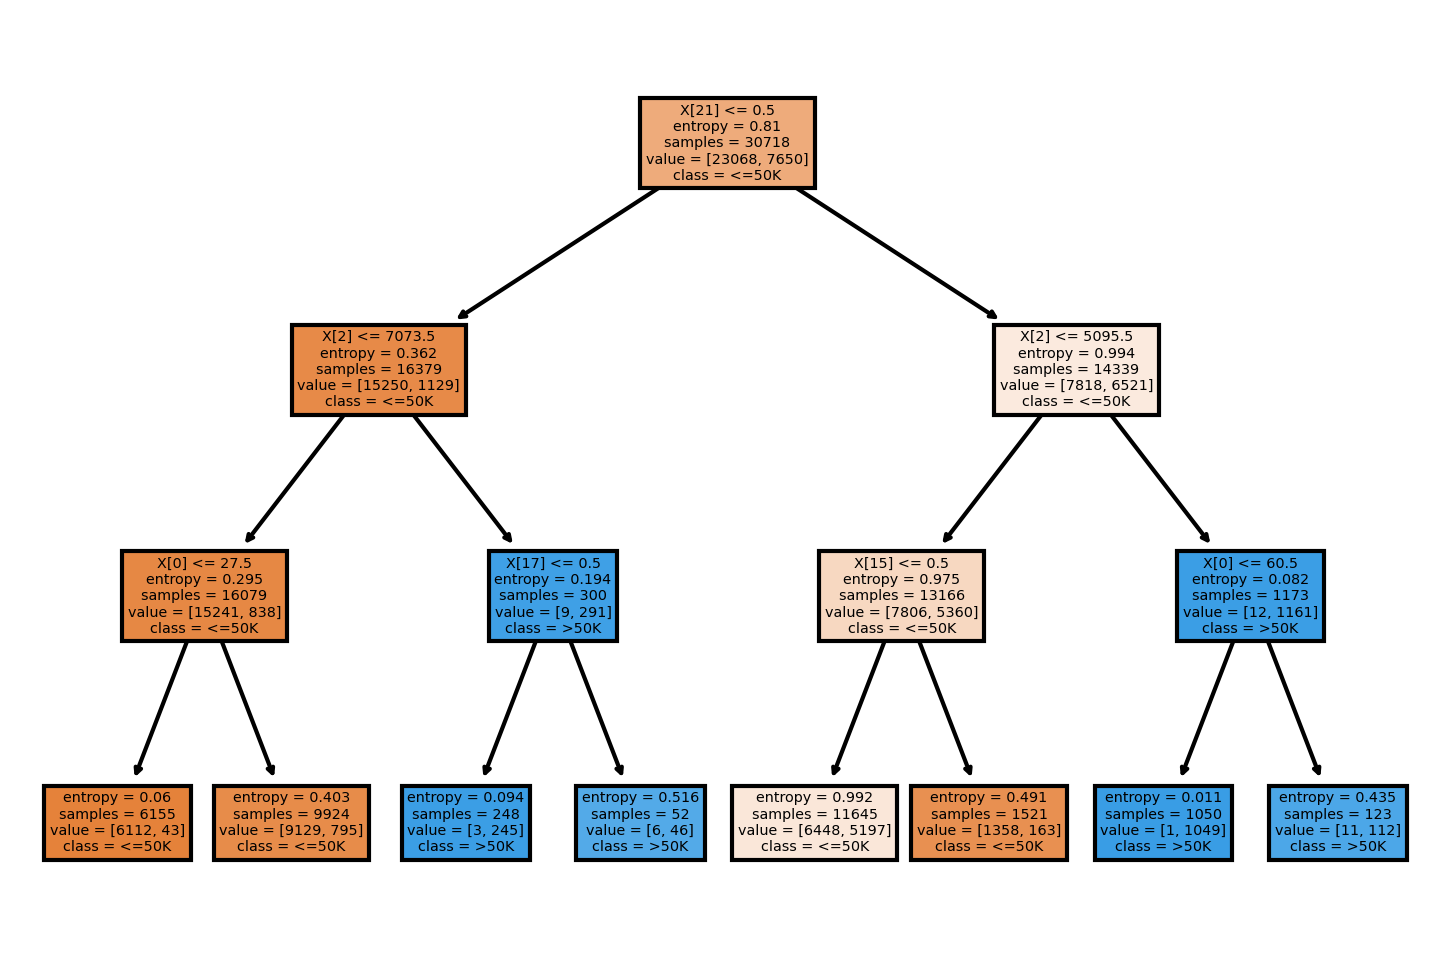 X[21] <= 0.5
entropy = 0.81
samples = 30718
value = [23068, 7650]
class = <=50K
X[2] <= 7073.5
entropy = 0.362
samples = 16379
value = [15250, 1129]
class = <=50K
X[2] <= 5095.5
entropy = 0.994
samples = 14339
value = [7818, 6521]
class = <=50K
X[0] <= 27.5
entropy = 0.295
samples = 16079
value = [15241, 838]
class = <=50K
X[17] <= 0.5
entropy = 0.194
samples = 300
value = [9, 291]
class = >50K
X[15] <= 0.5
entropy = 0.975
samples = 13166
value = [7806, 5360]
class = <=50K
X[0] <= 60.5
entropy = 0.082
samples = 1173
value = [12, 1161]
class = >50K
entropy = 0.06
samples = 6155
value = [6112, 43]
class = <=50K
entropy = 0.403
samples = 9924
value = [9129, 795]
class = <=50K
entropy = 0.094
samples = 248
value = [3, 245]
class = >50K
entropy = 0.516
samples = 52
value = [6, 46]
class = >50K
entropy = 0.992
samples = 11645
value = [6448, 5197]
class = <=50K
entropy = 0.491
samples = 1521
value = [1358, 163]
class = <=50K
entropy = 0.011
samples = 1050
value = [1, 1049]
class = >50K
entropy = 0.435
samples = 123
value = [11, 112]
class = >50K